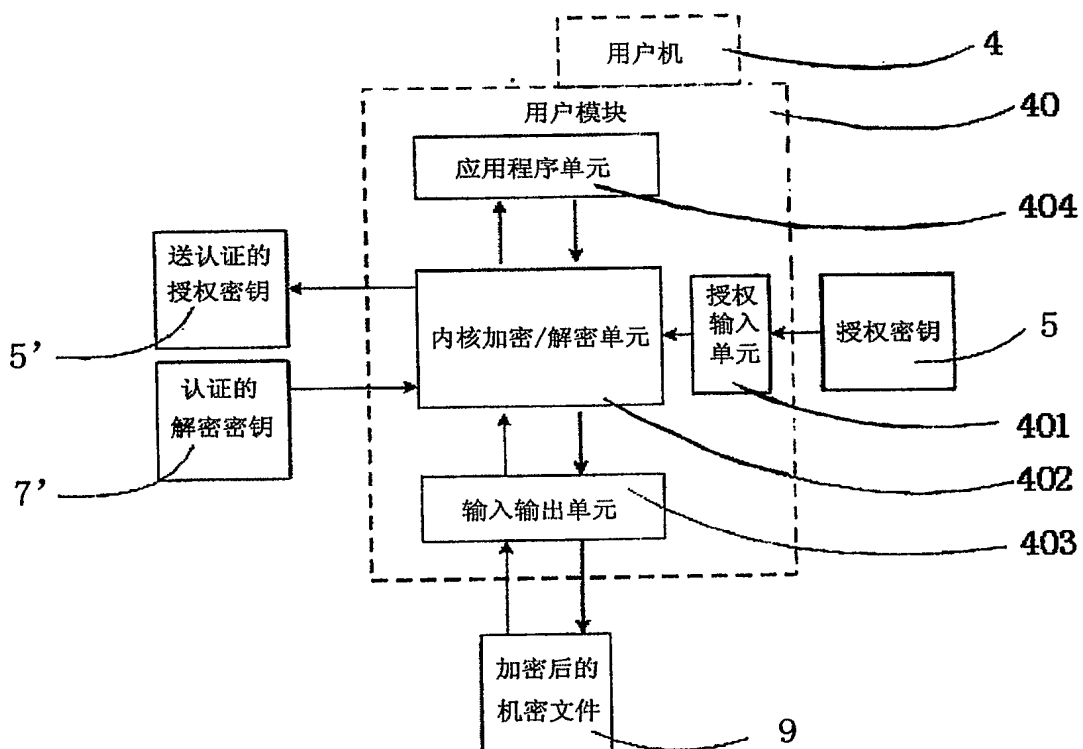 用户机
4
用户模块
40
应用程序单元
404
送认证的
授权密钥
5’
内核加密/解密单元
授权
输入
单元
授权密钥
5
认证的
解密密钥
7’
401
402
输入输出单元
403
加密后的
机密文件
9